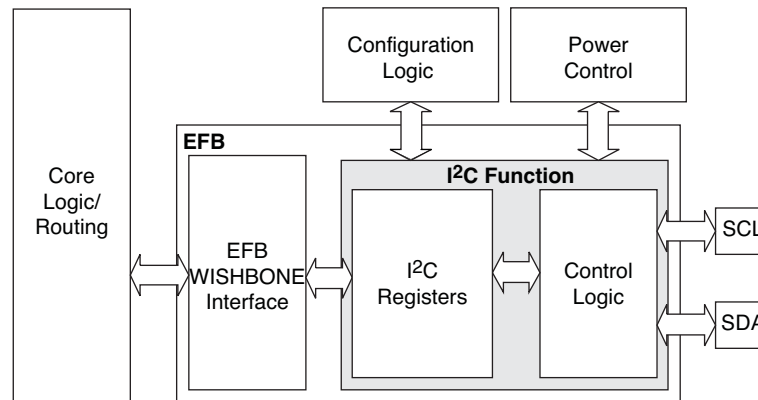 Configuration
Logic
Power
Control
EFB
Core
Logic/
Routing
I²C Function
EFB
WISHBONE
Interface
I²C
Registers
Control
Logic
SCL
SDA